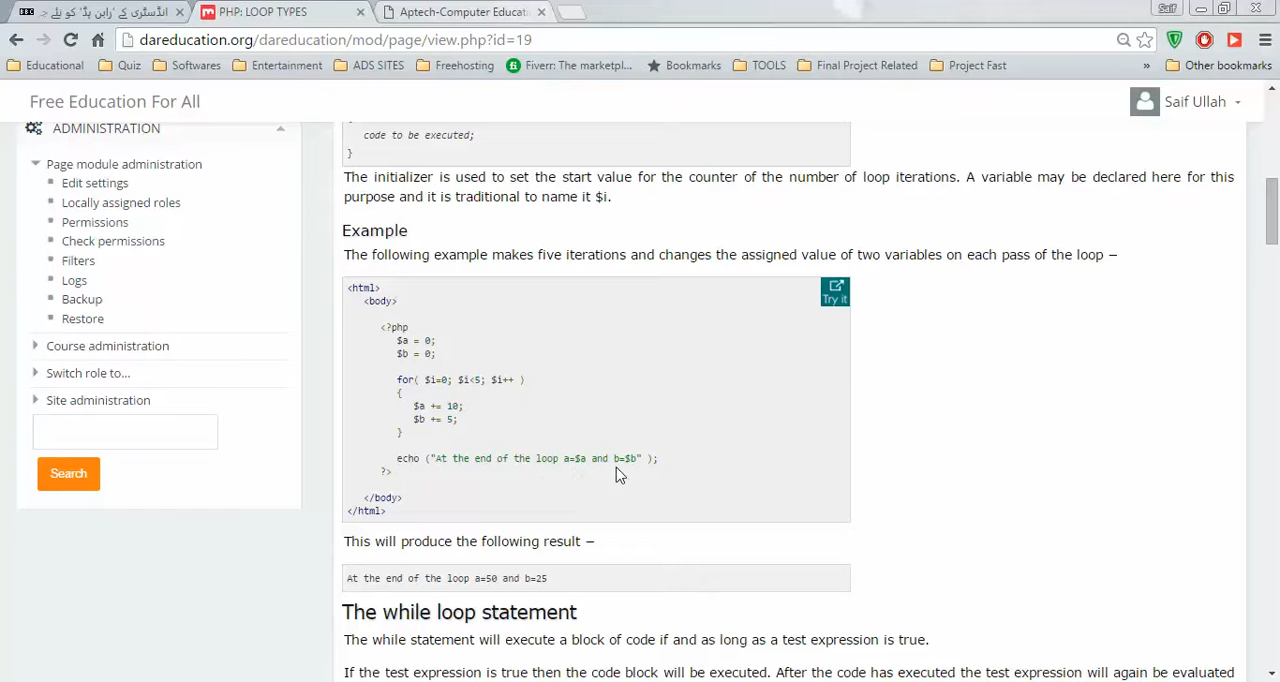 BBC انڈسٹری کے 'رابن ہڈ' کو نئے چہ
PHP: LOOP TYPES
Aptech-Computer Educat
Saif
dareducation.org/dareducation/mod/page/view.php?id=19
Educational
Quiz
Softwares
Entertainment
ADS SITES
Freehosting
Fiverr: The marketpl...
Bookmarks
TOOLS
Final Project Related
Project Fast
»
Other bookmarks
Free Education For All
Saif Ullah
ADMINISTRATION
Page module administration
Edit settings
Locally assigned roles
Permissions
Check permissions
Filters
Logs
Backup
Restore
Course administration
Switch role to...
Site administration
Search
code to be executed;
}
The initializer is used to set the start value for the counter of the number of loop iterations. A variable may be declared here for this
purpose and it is traditional to name it $i.
Example
The following example makes five iterations and changes the assigned value of two variables on each pass of the loop −
Try it
<html>
<body>
<?php
$a = 0;
$b = 0;
for( $i=0; $i<5; $i++ )
{
$a += 10;
$b += 5;
}
echo ("At the end of the loop a=$a and b=$b" );
?>
</body>
</html>
This will produce the following result −
At the end of the loop a=50 and b=25
The while loop statement
The while statement will execute a block of code if and as long as a test expression is true.
If the test expression is true then the code block will be executed. After the code has executed the test expression will again be evaluated